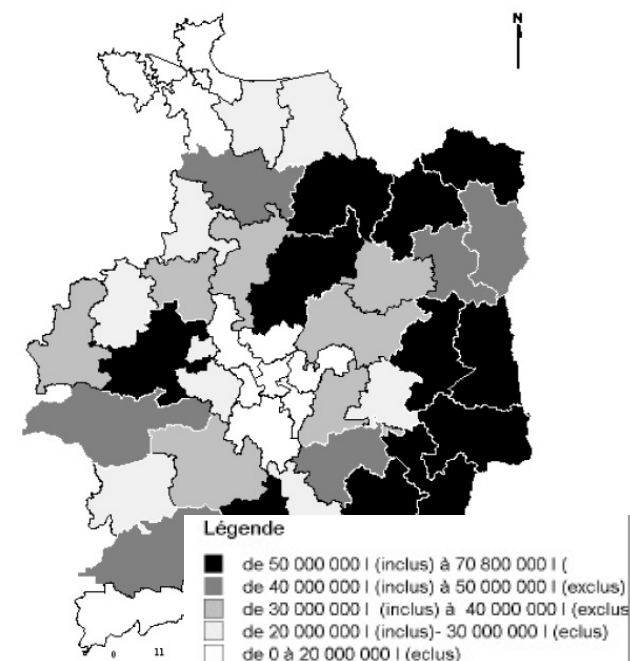 N
Légende
de 50 000 000 l (inclus) à 70 800 000 l (
de 40 000 000 l (inclus) à 50 000 000 l (exclus)
de 30 000 000 l (inclus) à 40 000 000 l (exclus
de 20 000 000 l (inclus)- 30 000 000 l (eclus)
de 0 à 20 000 000 l (eclus)
0 11